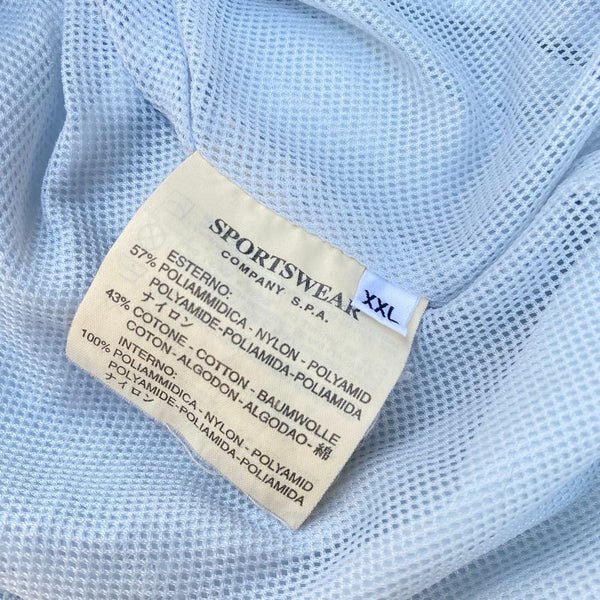 SPORTSWEAR
COMPANY S.P.A.
XXL
ESTERNO:
57% POLIAMMIDICA - NYLON - POLYAMID
POLYAMIDE-POLIAMIDA-POLIAMIDA
ナイロン
43% COTONE - COTTON - BAUMWOLLE
COTON - ALGODON - ALGODAO - 綿
INTERNO:
100% POLIAMMIDICA - NYLON - POLYAMID
POLYAMIDE-POLIAMIDA-POLIAMIDA
ナイロン